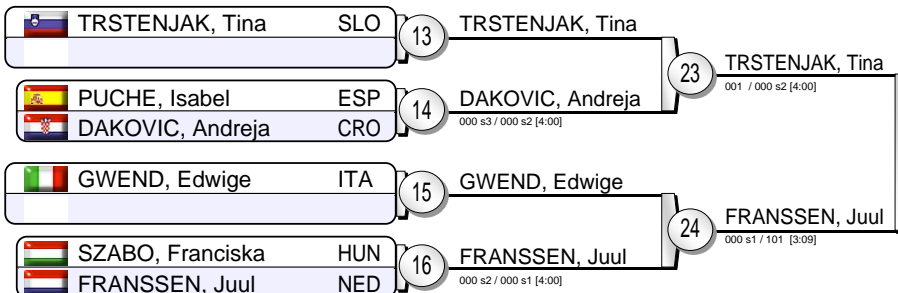 TRSTENJAK, Tina SLO
13
TRSTENJAK, Tina
23
TRSTENJAK, Tina
001 / 000 s2 [4:00]
PUCHE, Isabel ESP
DAKOVIC, Andreja CRO
14
DAKOVIC, Andreja
000 s3 / 000 s2 [4:00]
GWEND, Edwige ITA
15
GWEND, Edwige
24
FRANSSEN, Juul
000 s1 / 101 [3:09]
SZABO, Franciska HUN
FRANSSEN, Juul NED
16
FRANSSEN, Juul
000 s2 / 000 s1 [4:00]